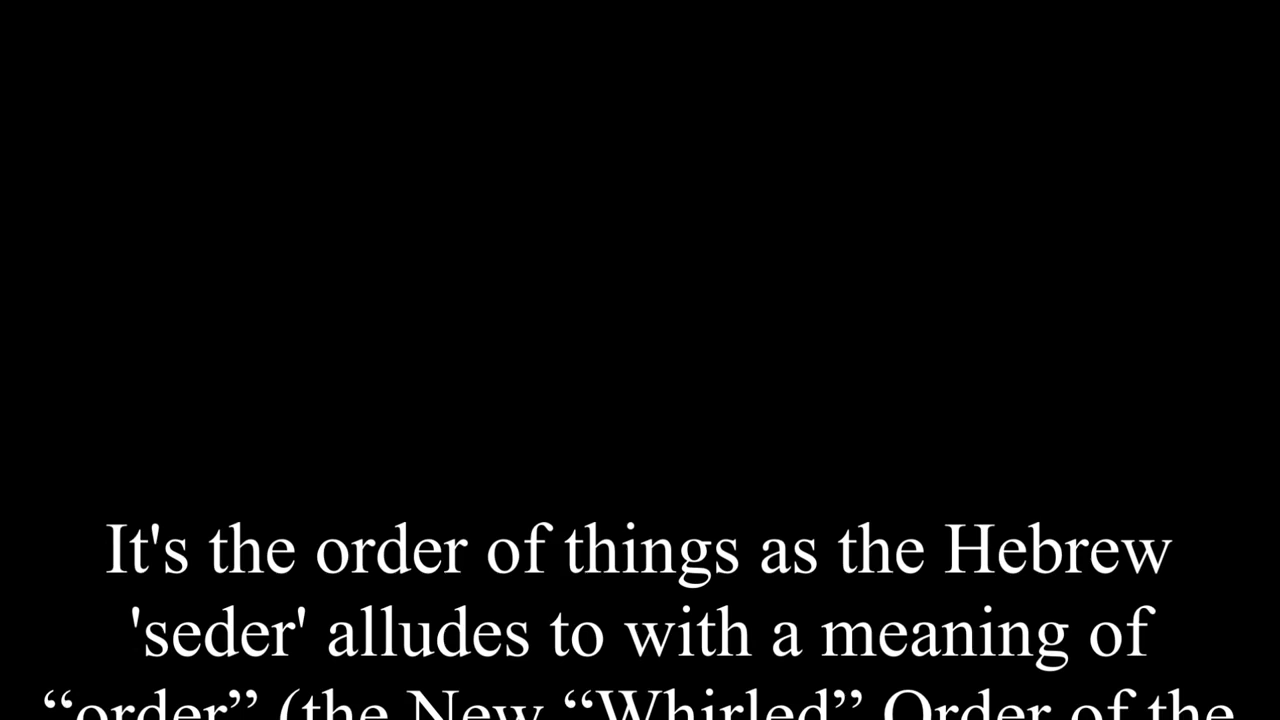 It's the order of things as the Hebrew
'seder' alludes to with a meaning of
“order” (the New “Whirled” Order of the